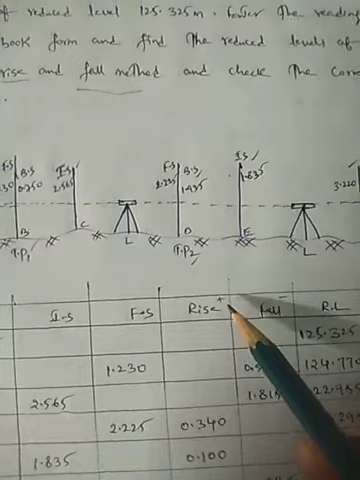 of reduced level 125.325m. Enter the reading
book form and find the reduced levels of
rise and fall method and check the
.
F.S
B.S
0.750
I.S
2.565
F.S
2.225
B.S
1.935
I.S
1.835
3.220
B
C
L
D
E
L
T.P1
T.P2
I.S F.S Rise+ Fall- R.L
125.325
1.230 124.770
2.565 1.815
2.225 0.340
1.835 0.100